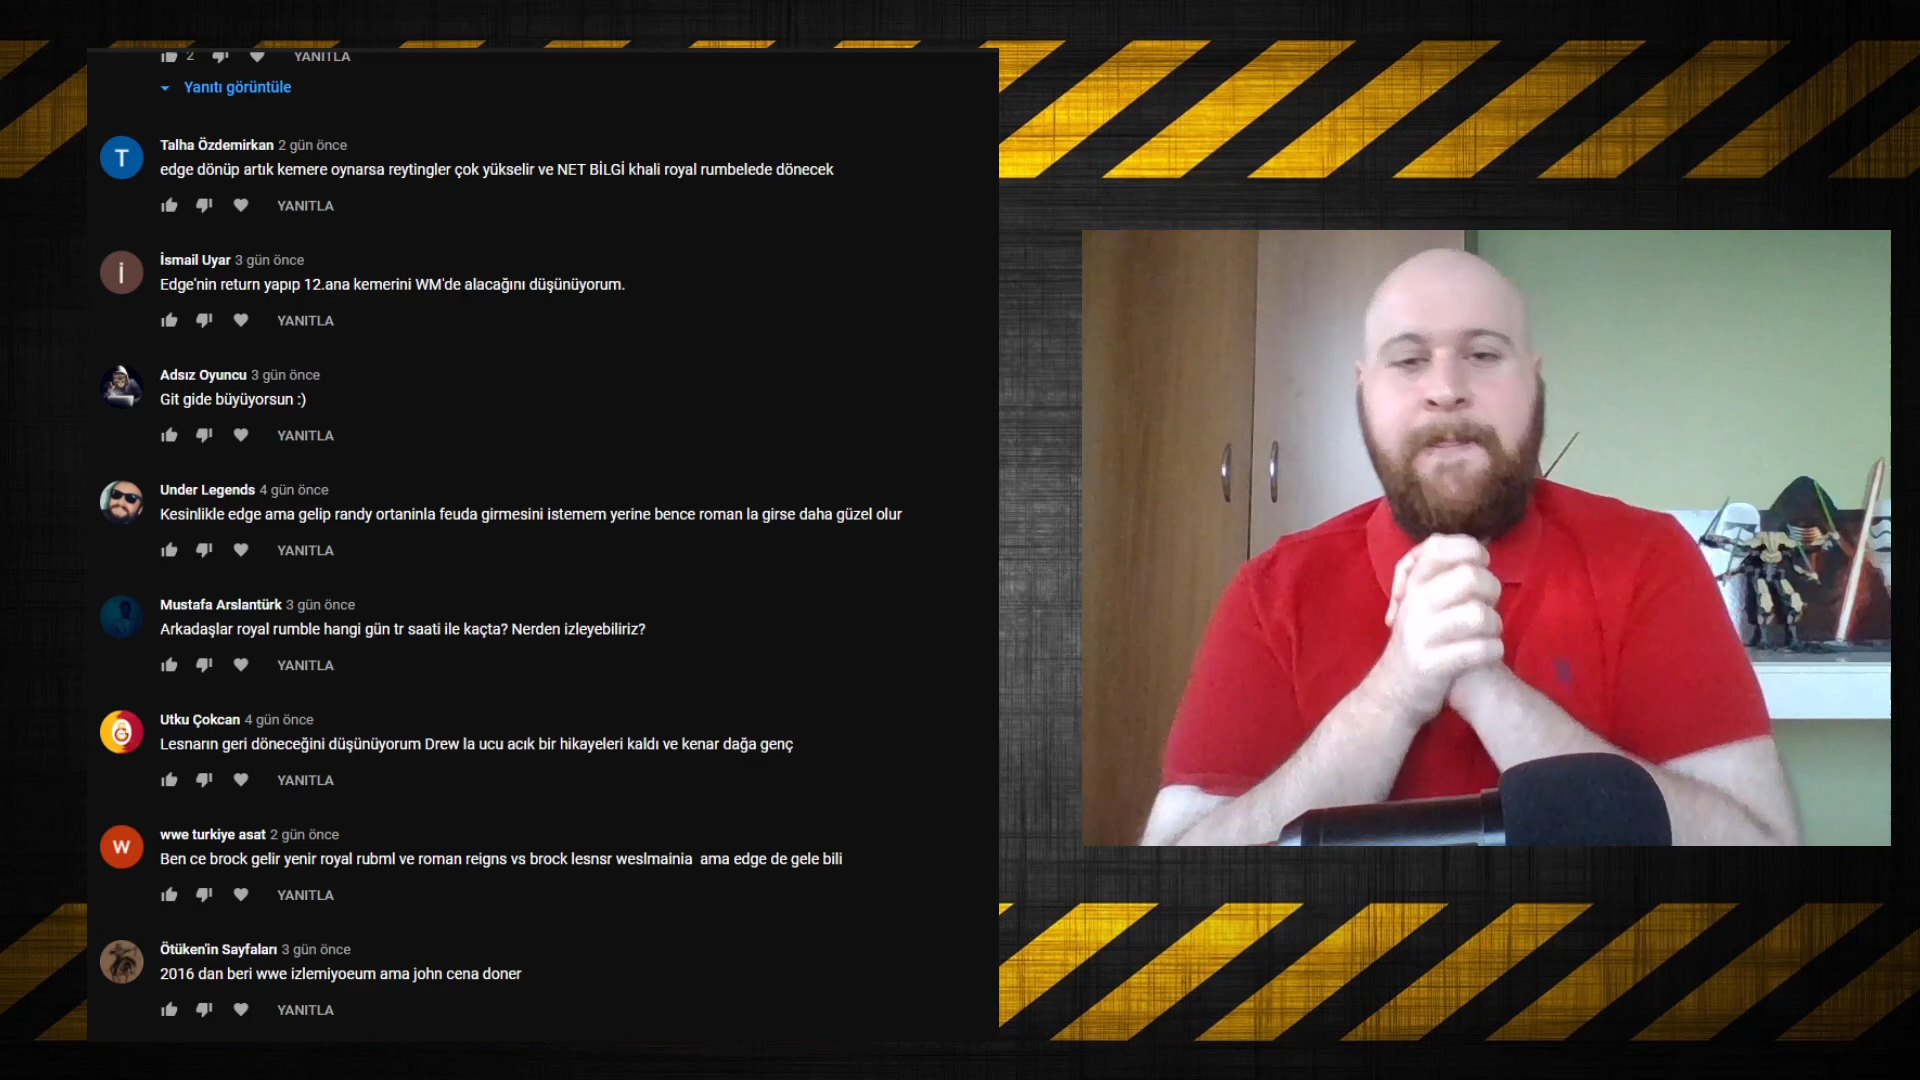 2 YANITLA
Yanıtı görüntüle
T
Talha Özdemirkan 2 gün önce
edge dönüp artık kemere oynarsa reytingler çok yükselir ve NET BİLGİ khali royal rumbelede dönecek
YANITLA
İ
İsmail Uyar 3 gün önce
Edge'nin return yapıp 12.ana kemerini WM'de alacağını düşünüyorum.
YANITLA
Adsız Oyuncu 3 gün önce
Git gide büyüyorsun :)
YANITLA
Under Legends 4 gün önce
Kesinlikle edge ama gelip randy ortaninla feuda girmesini istemem yerine bence roman la girse daha güzel olur
YANITLA
Mustafa Arslantürk 3 gün önce
Arkadaşlar royal rumble hangi gün tr saati ile kaçta? Nerden izleyebiliriz?
YANITLA
Utku Çokcan 4 gün önce
Lesnarın geri döneceğini düşünüyorum Drew la ucu acık bir hikayeleri kaldı ve kenar dağa genç
YANITLA
W
wwe turkiye asat 2 gün önce
Ben ce brock gelir yenir royal rubml ve roman reigns vs brock lesnsr weslmainia ama edge de gele bili
YANITLA
Ötüken'in Sayfaları 3 gün önce
2016 dan beri wwe izlemiyoeum ama john cena doner
YANITLA